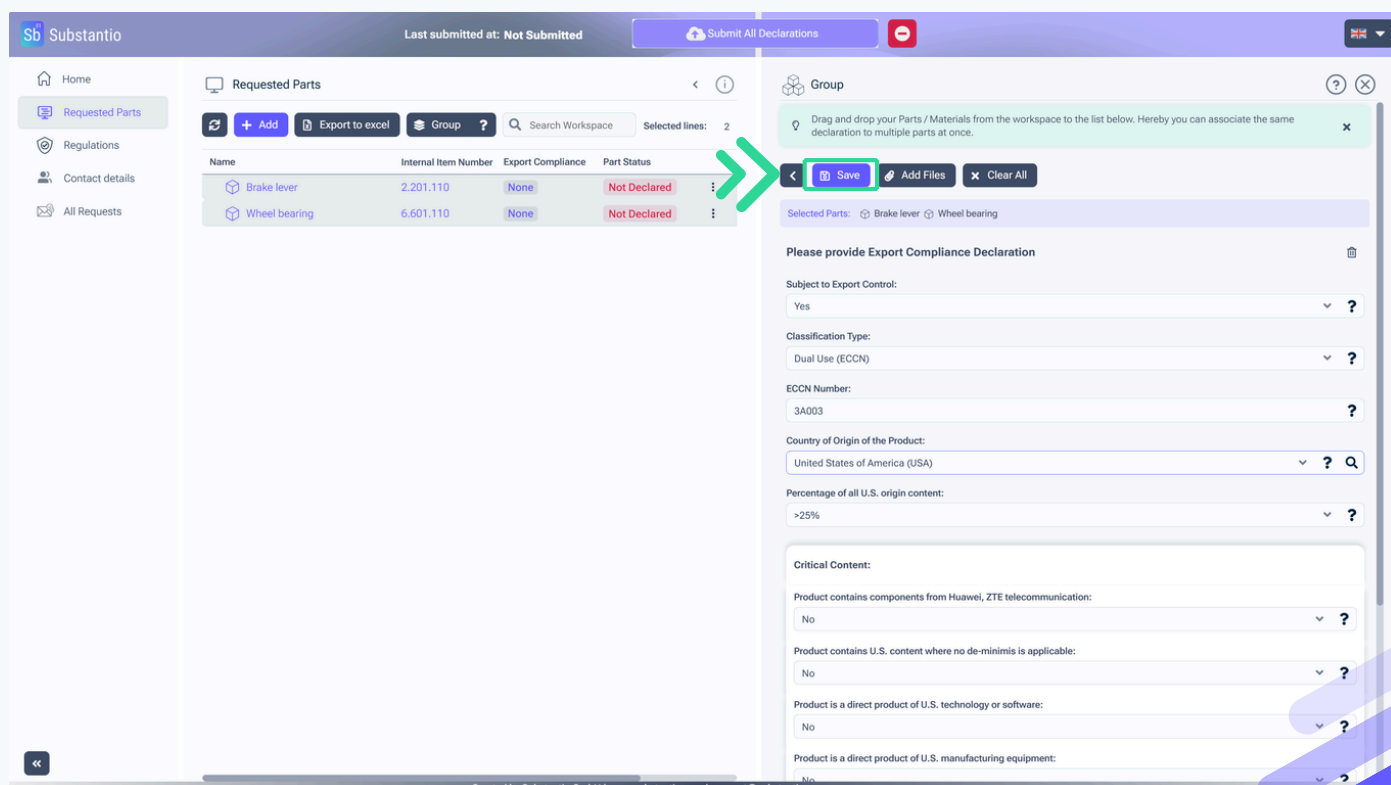 Sb Substantio
Last submitted at: Not Submitted
Submit All Declarations
Home
Requested Parts
Regulations
Contact details
All Requests
Requested Parts
+ Add
Export to excel
Group ?
Search Workspace
Selected lines: 2
Name Internal Item Number Export Compliance Part Status
Brake lever 2.201.110 None Not Declared
Wheel bearing 6.601.110 None Not Declared
Group
Drag and drop your Parts / Materials from the workspace to the list below. Hereby you can associate the same
declaration to multiple parts at once.
Save
Add Files
Clear All
Selected Parts: Brake lever Wheel bearing
Please provide Export Compliance Declaration
Subject to Export Control:
Yes ?
Classification Type:
Dual Use (ECCN) ?
ECCN Number:
3A003 ?
Country of Origin of the Product:
United States of America (USA) ?
Percentage of all U.S. origin content:
>25% ?
Critical Content:
Product contains components from Huawei, ZTE telecommunication:
No ?
Product contains U.S. content where no de-minimis is applicable:
No ?
Product is a direct product of U.S. technology or software:
No ?
Product is a direct product of U.S. manufacturing equipment:
No ?